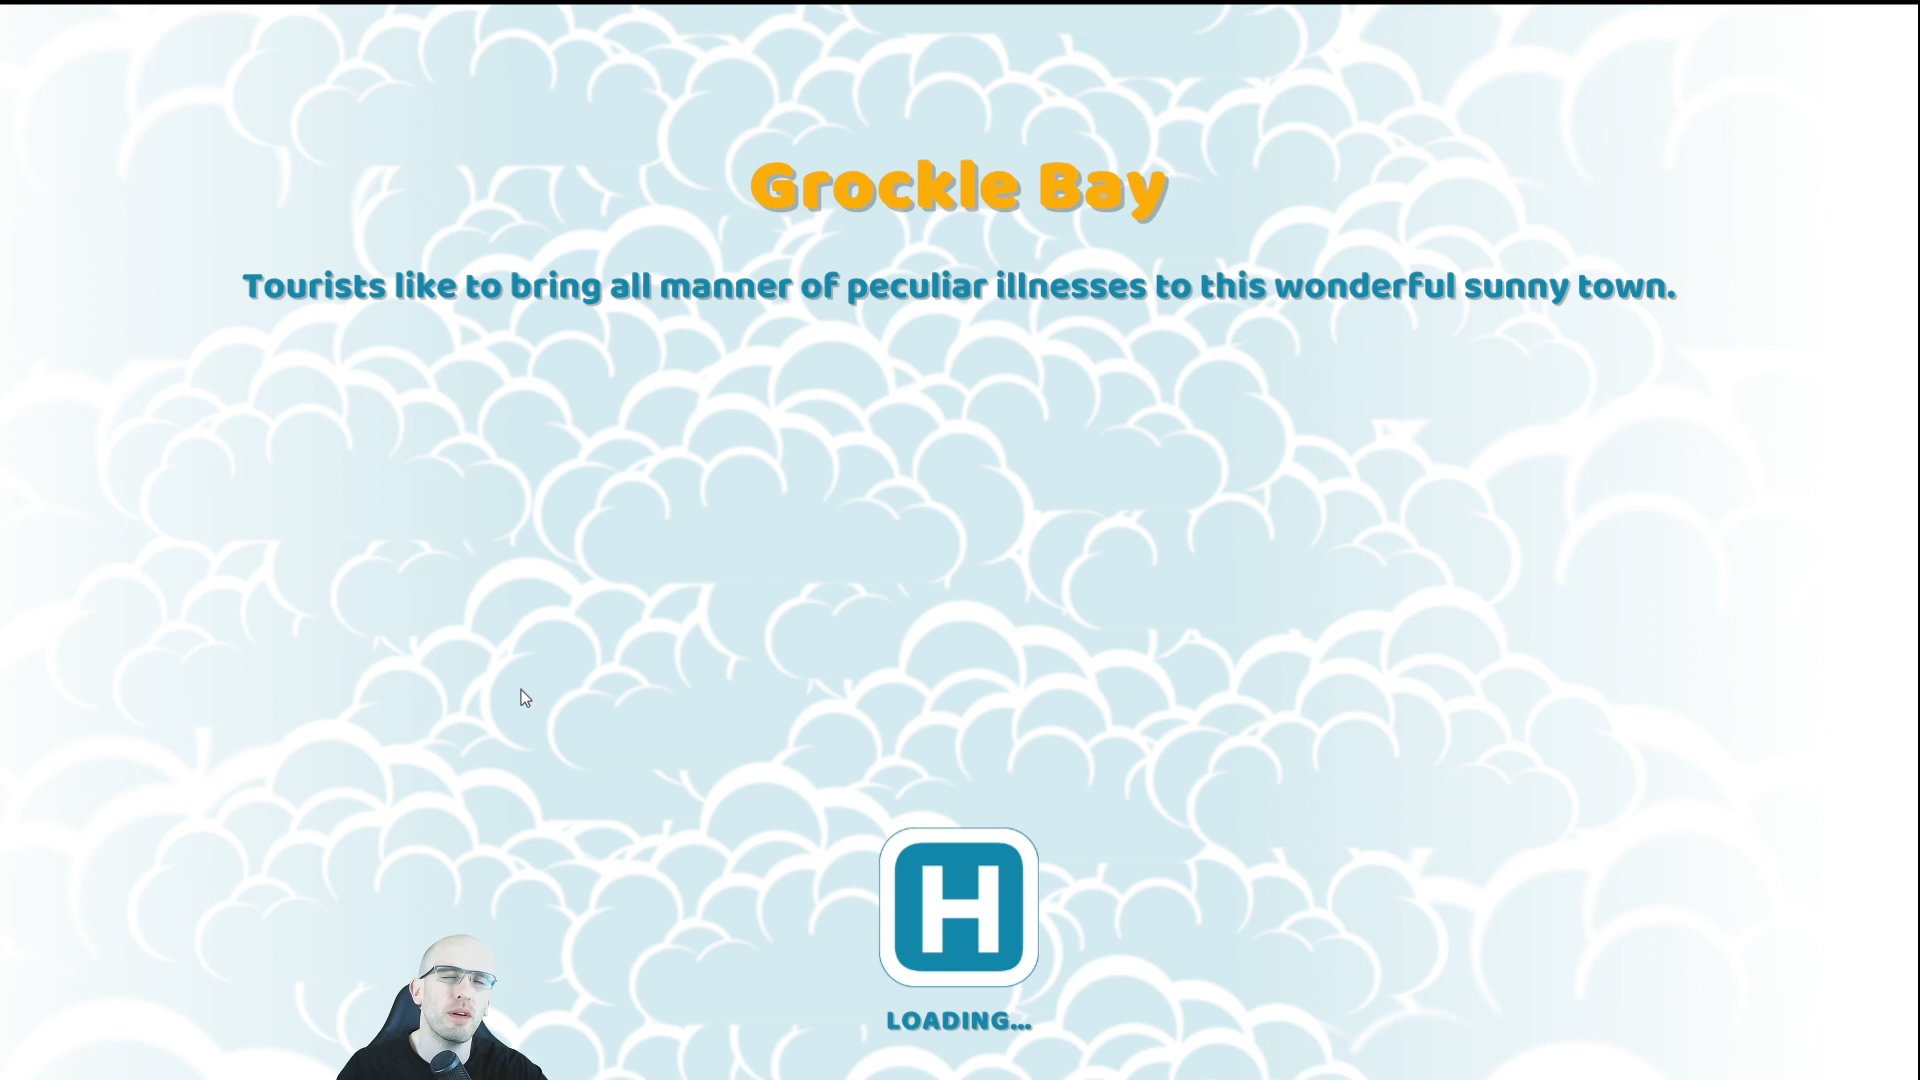 Grockle Bay
Tourists like to bring all manner of peculiar illnesses to this wonderful sunny town.
H
LOADING...